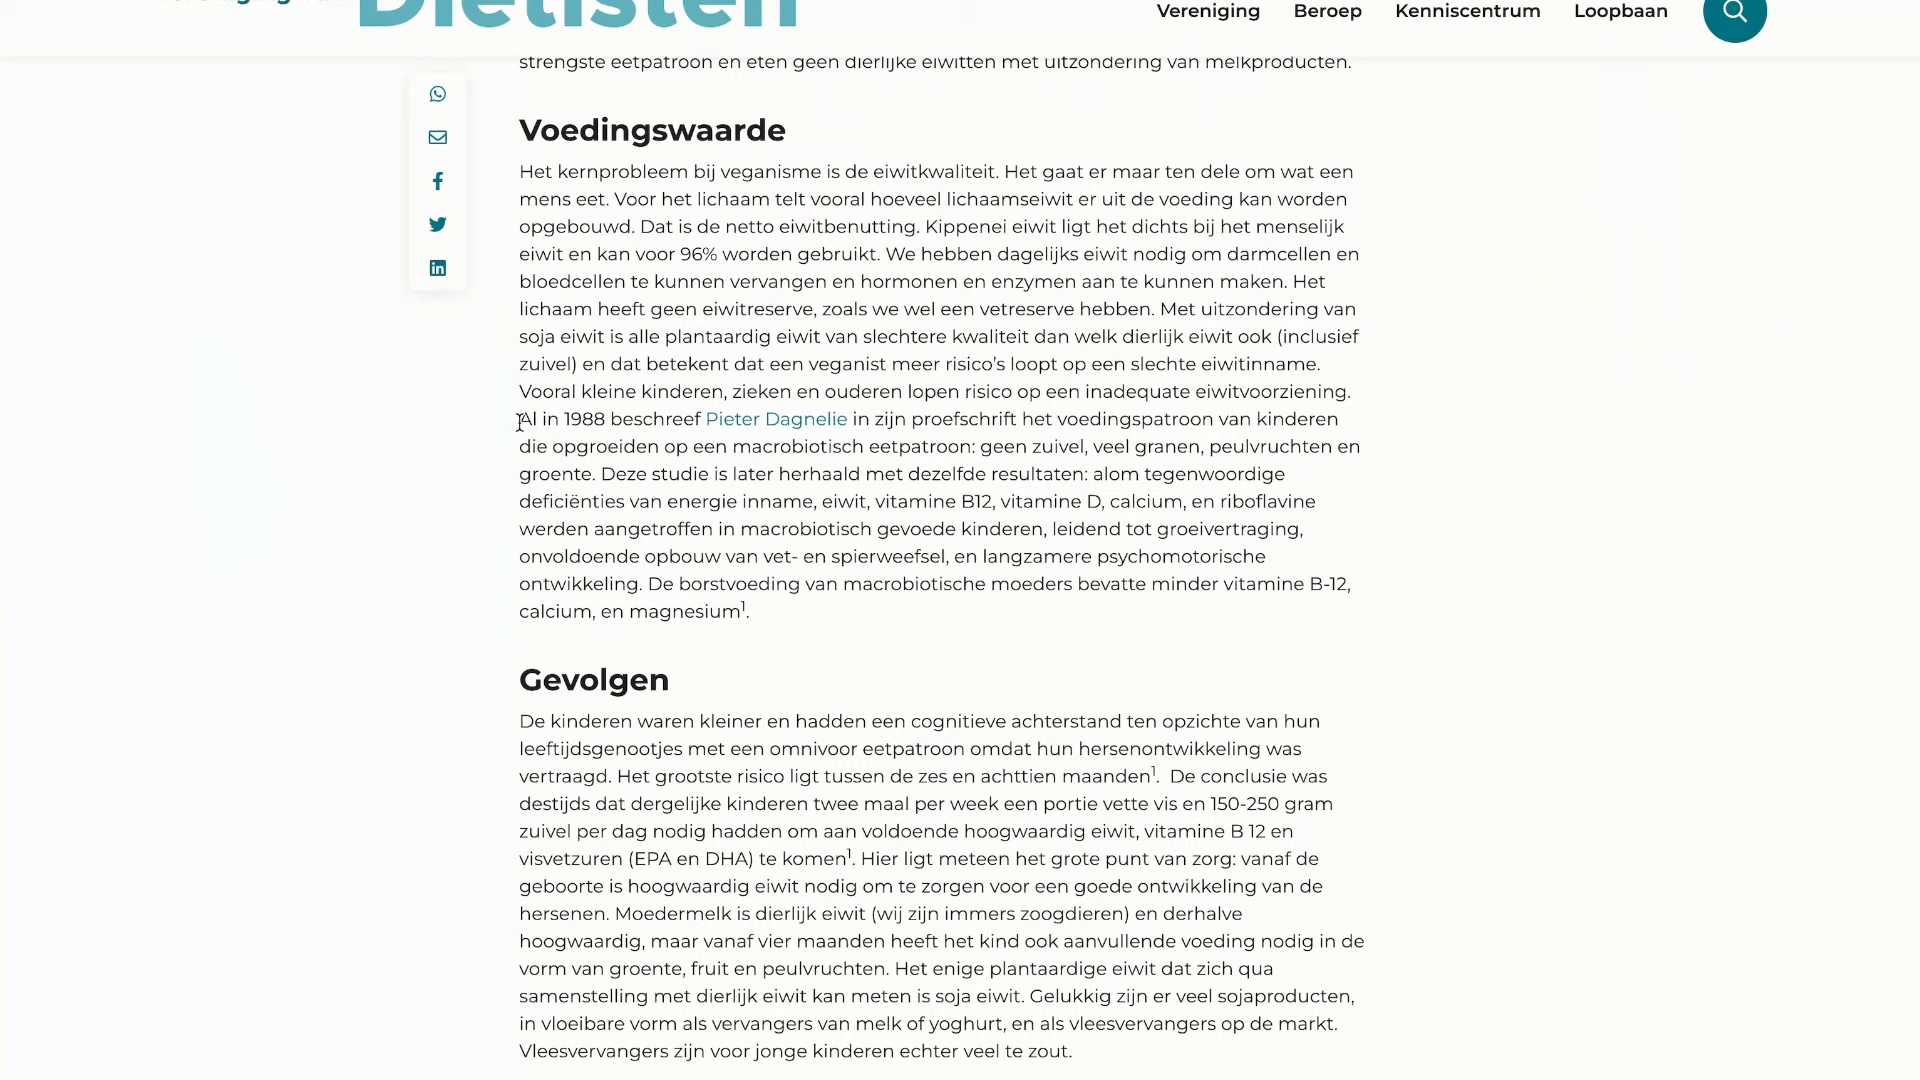 Diëtisten
Vereniging Beroep Kenniscentrum Loopbaan
strengste eetpatroon en eten geen dierlijke eiwitten met uitzondering van melkproducten.
Voedingswaarde
Het kernprobleem bij veganisme is de eiwitkwaliteit. Het gaat er maar ten dele om wat een
mens eet. Voor het lichaam telt vooral hoeveel lichaamseiwit er uit de voeding kan worden
opgebouwd. Dat is de netto eiwitbenutting. Kippenei eiwit ligt het dichts bij het menselijk
eiwit en kan voor 96% worden gebruikt. We hebben dagelijks eiwit nodig om darmcellen en
bloedcellen te kunnen vervangen en hormonen en enzymen aan te kunnen maken. Het
lichaam heeft geen eiwitreserve, zoals we wel een vetreserve hebben. Met uitzondering van
soja eiwit is alle plantaardig eiwit van slechtere kwaliteit dan welk dierlijk eiwit ook (inclusief
zuivel) en dat betekent dat een veganist meer risico's loopt op een slechte eiwitinname.
Vooral kleine kinderen, zieken en ouderen lopen risico op een inadequate eiwitvoorziening.
Al in 1988 beschreef Pieter Dagnelie in zijn proefschrift het voedingspatroon van kinderen
die opgroeiden op een macrobiotisch eetpatroon: geen zuivel, veel granen, peulvruchten en
groente. Deze studie is later herhaald met dezelfde resultaten: alom tegenwoordige
deficiënties van energie inname, eiwit, vitamine B12, vitamine D, calcium, en riboflavine
werden aangetroffen in macrobiotisch gevoede kinderen, leidend tot groeivertraging,
onvoldoende opbouw van vet- en spierweefsel, en langzamere psychomotorische
ontwikkeling. De borstvoeding van macrobiotische moeders bevatte minder vitamine B-12,
calcium, en magnesium¹.
Gevolgen
De kinderen waren kleiner en hadden een cognitieve achterstand ten opzichte van hun
leeftijdsgenootjes met een omnivoor eetpatroon omdat hun hersenontwikkeling was
vertraagd. Het grootste risico ligt tussen de zes en achttien maanden¹. De conclusie was
destijds dat dergelijke kinderen twee maal per week een portie vette vis en 150-250 gram
zuivel per dag nodig hadden om aan voldoende hoogwaardig eiwit, vitamine B 12 en
visvetzuren (EPA en DHA) te komen¹. Hier ligt meteen het grote punt van zorg: vanaf de
geboorte is hoogwaardig eiwit nodig om te zorgen voor een goede ontwikkeling van de
hersenen. Moedermelk is dierlijk eiwit (wij zijn immers zoogdieren) en derhalve
hoogwaardig, maar vanaf vier maanden heeft het kind ook aanvullende voeding nodig in de
vorm van groente, fruit en peulvruchten. Het enige plantaardige eiwit dat zich qua
samenstelling met dierlijk eiwit kan meten is soja eiwit. Gelukkig zijn er veel sojaproducten,
in vloeibare vorm als vervangers van melk of yoghurt, en als vleesvervangers op de markt.
Vleesvervangers zijn voor jonge kinderen echter veel te zout.